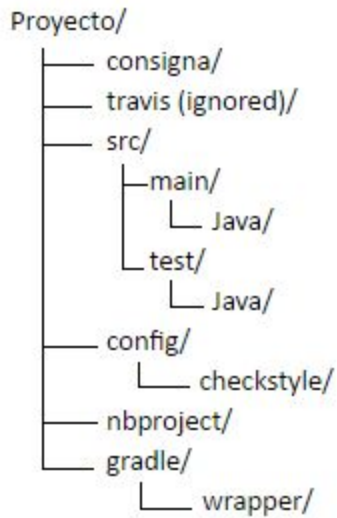 Proyecto/
consigna/
travis (ignored)/
src/
main/
Java/
test/
Java/
config/
checkstyle/
nbproject/
gradle/
wrapper/